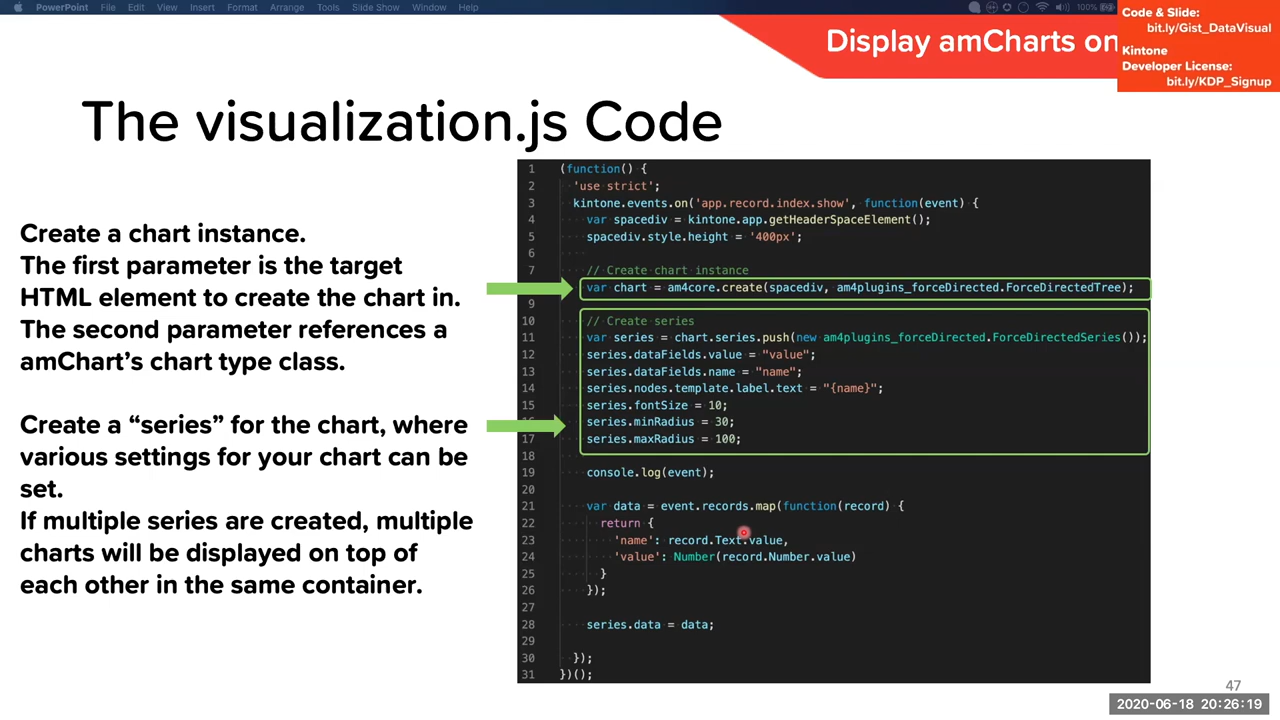 PowerPoint File Edit View Insert Format Arrange Tools Slide Show Window Help 100%
Display amCharts on
Code & Slide:
bit.ly/Gist_DataVisual
Kintone
Developer License:
bit.ly/KDP_Signup
The visualization.js Code
Create a chart instance.
The first parameter is the target
HTML element to create the chart in.
The second parameter references a
amChart’s chart type class.
Create a “series” for the chart, where
various settings for your chart can be
set.
If multiple series are created, multiple
charts will be displayed on top of
each other in the same container.
1 (function() {
2 'use strict';
3 kintone.events.on('app.record.index.show', function(event) {
4 var spacediv = kintone.app.getHeaderSpaceElement();
5 spacediv.style.height = '400px';
6
7 // Create chart instance
var chart = am4core.create(spacediv, am4plugins_forceDirected.ForceDirectedTree);
9
10 // Create series
11 var series = chart.series.push(new am4plugins_forceDirected.ForceDirectedSeries());
12 series.dataFields.value = "value";
13 series.dataFields.name = "name";
14 series.nodes.template.label.text = "{name}";
15 series.fontSize = 10;
series.minRadius = 30;
17 series.maxRadius = 100;
18
19 console.log(event);
20
21 var data = event.records.map(function(record) {
22 return {
23 'name': record.Text.value,
24 'value': Number(record.Number.value)
25 }
26 });
27
28 series.data = data;
29
30 });
31 })();
47
2020-06-18 20:26:19